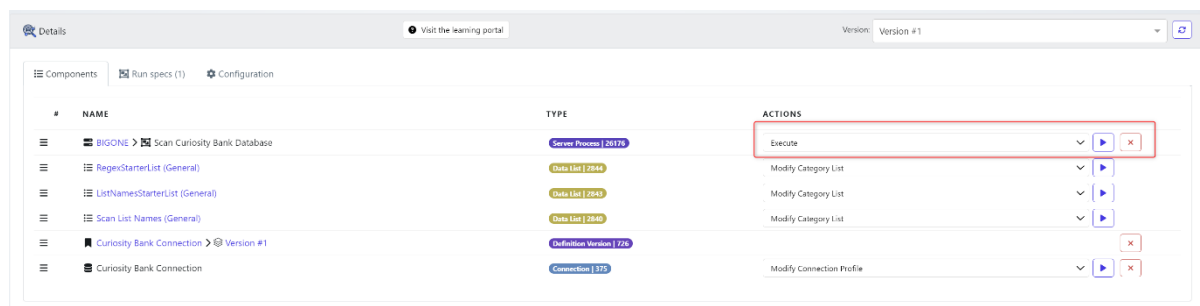 Details Visit the learning portal Version: Version #1
Components Run specs (1) Configuration
# NAME TYPE ACTIONS
BIGONE > Scan Curiosity Bank Database Server Process | 26176 Execute
RegexStarterList (General) Data List | 2844 Modify Category List
ListNamesStarterList (General) Data List | 2843 Modify Category List
Scan List Names (General) Data List | 2840 Modify Category List
Curiosity Bank Connection > Version #1 Definition Version | 726
Curiosity Bank Connection Connection | 375 Modify Connection Profile